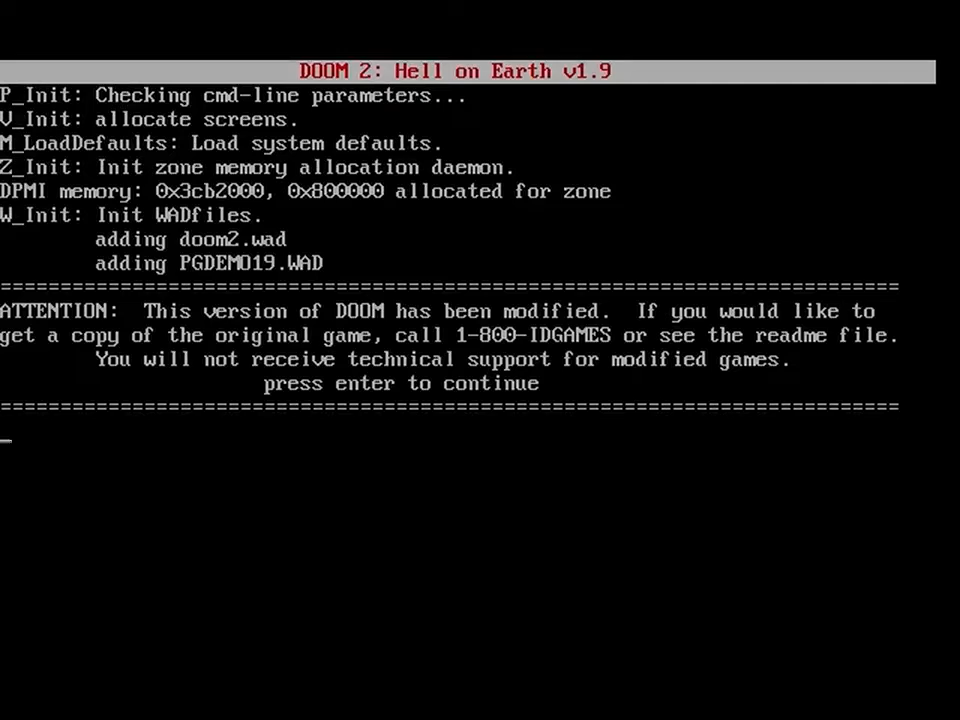 DOOM 2: Hell on Earth v1.9
P_Init: Checking cmd-line parameters...
V_Init: allocate screens.
M_LoadDefaults: Load system defaults.
Z_Init: Init zone memory allocation daemon.
DPMI memory: 0x3cb2000, 0x800000 allocated for zone
W_Init: Init WADfiles.
adding doom2.wad
adding PGDEMO19.WAD
===========================================================================
ATTENTION:  This version of DOOM has been modified.  If you would like to
get a copy of the original game, call 1-800-IDGAMES or see the readme file.
You will not receive technical support for modified games.
press enter to continue
===========================================================================